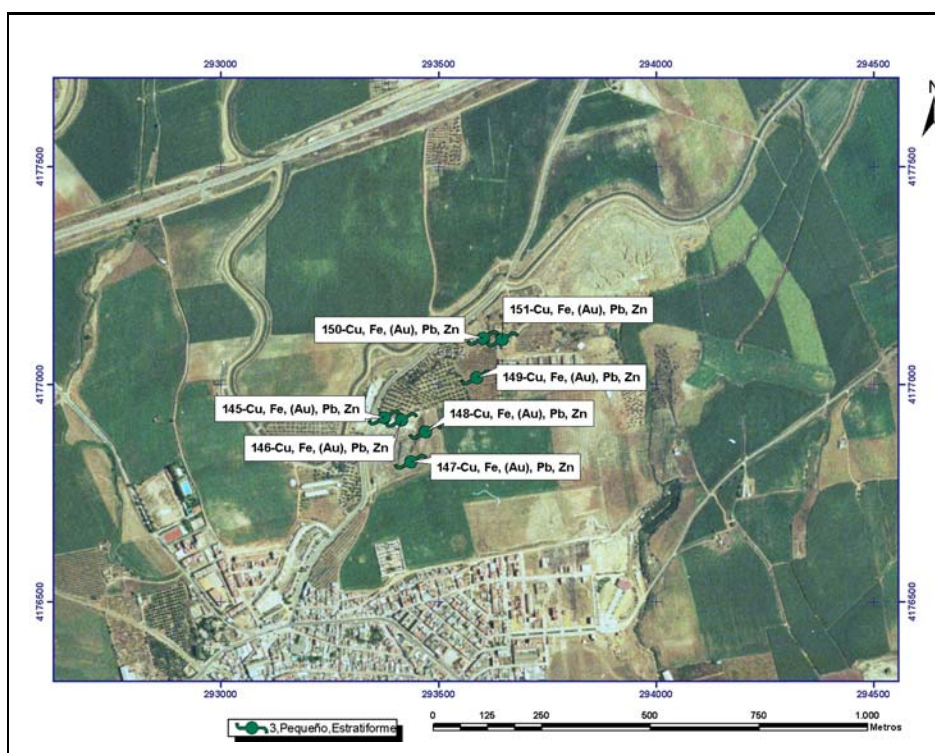 293000 293500 294000 294500
N
4177500 4177500
151-Cu, Fe, (Au), Pb, Zn
150-Cu, Fe, (Au), Pb, Zn
149-Cu, Fe, (Au), Pb, Zn
4177000 4177000
145-Cu, Fe, (Au), Pb, Zn
148-Cu, Fe, (Au), Pb, Zn
146-Cu, Fe, (Au), Pb, Zn
147-Cu, Fe, (Au), Pb, Zn
4176500 4176500
293000 293500 294000 294500
3,Pequeño,Estratiforme
0 125 250 500 750 1.000
Metros